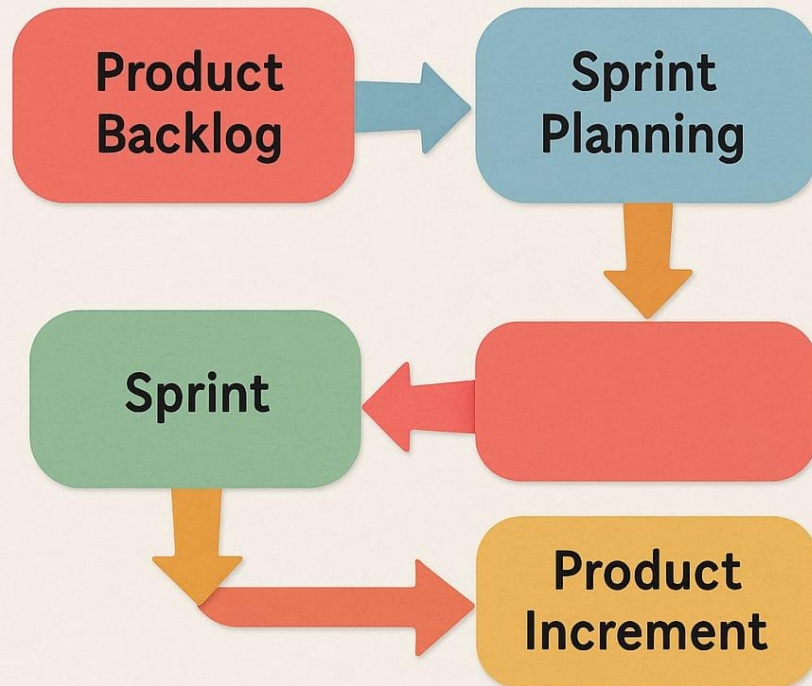 Product
Backlog
Sprint
Planning
Sprint
Product
Increment